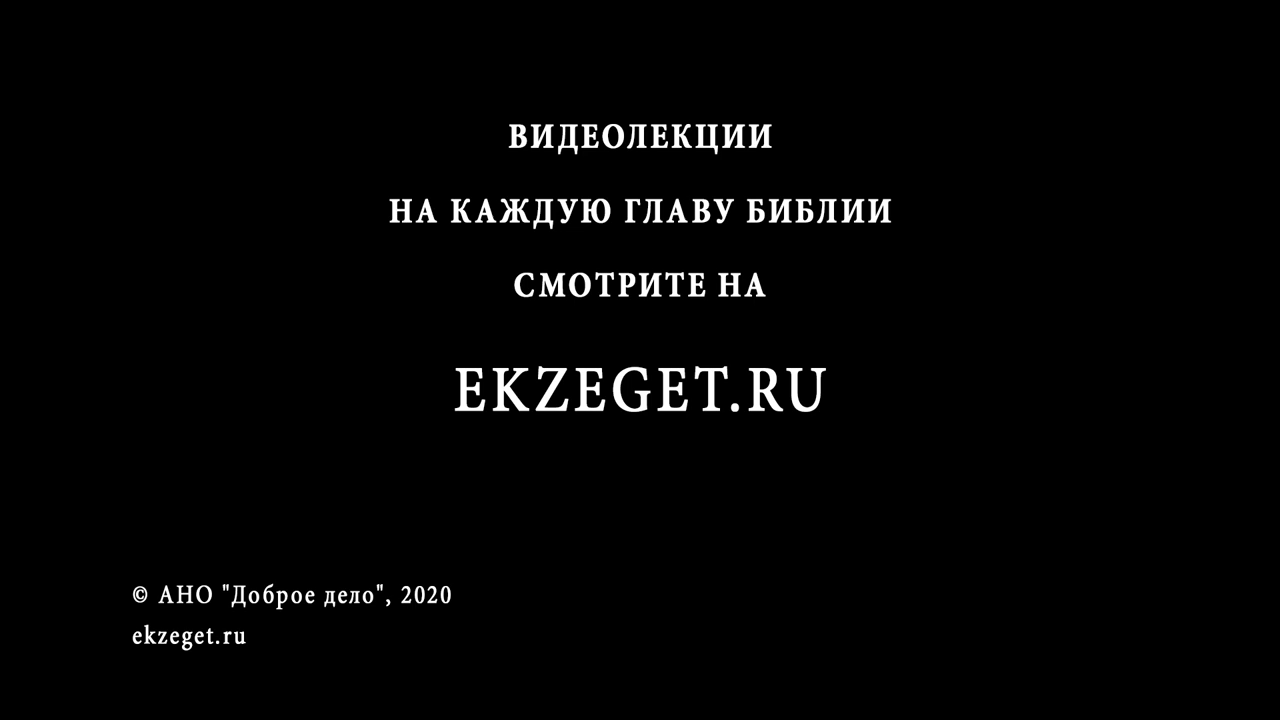 ВИДЕОЛЕКЦИИ
НА КАЖДУЮ ГЛАВУ БИБЛИИ
СМОТРИТЕ НА
EKZEGET.RU
© АНО "Доброе дело", 2020
ekzeget.ru